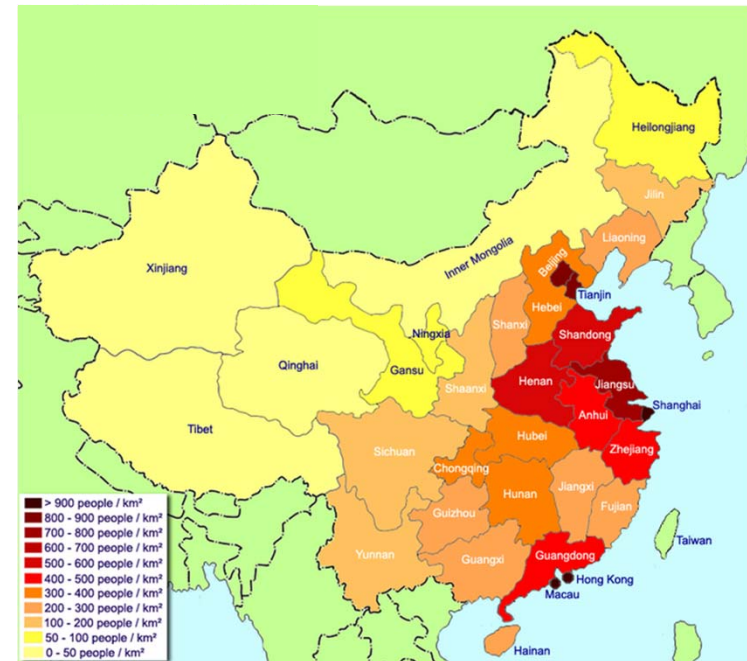 Heilongjiang
Jilin
Liaoning
Inner Mongolia
Xinjiang
Beijing
Tianjin
Hebei
Ningxia
Shanxi
Shandong
Qinghai
Gansu
Shaanxi
Henan
Jiangsu
Shanghai
Anhui
Tibet
Sichuan
Hubei
Zhejiang
Chongqing
Hunan
Jiangxi
Fujian
Guizhou
Taiwan
Yunnan
Guangxi
Guangdong
Hong Kong
Macau
Hainan
> 900 people / km²
800 - 900 people / km²
700 - 800 people / km²
600 - 700 people / km²
500 - 600 people / km²
400 - 500 people / km²
300 - 400 people / km²
200 - 300 people / km²
100 - 200 people / km²
50 - 100 people / km²
0 - 50 people / km²